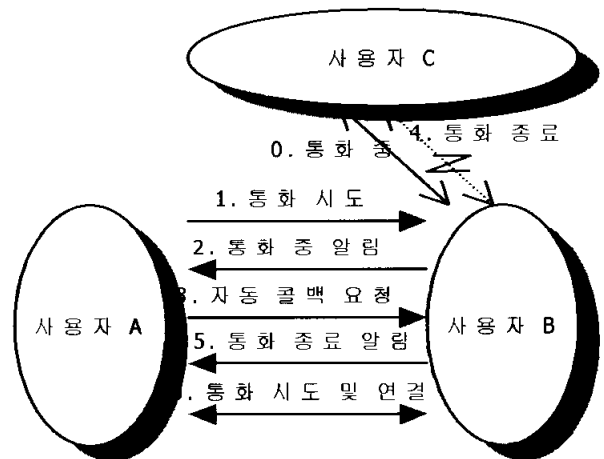 사용자 C
4. 통화 종료
0. 통화 중
1. 통화 시도
2. 통화 중 알림
3. 자동 콜백 요청
사용자 A
사용자 B
5. 통화 종료 알람
. 통화 시도 및 연결